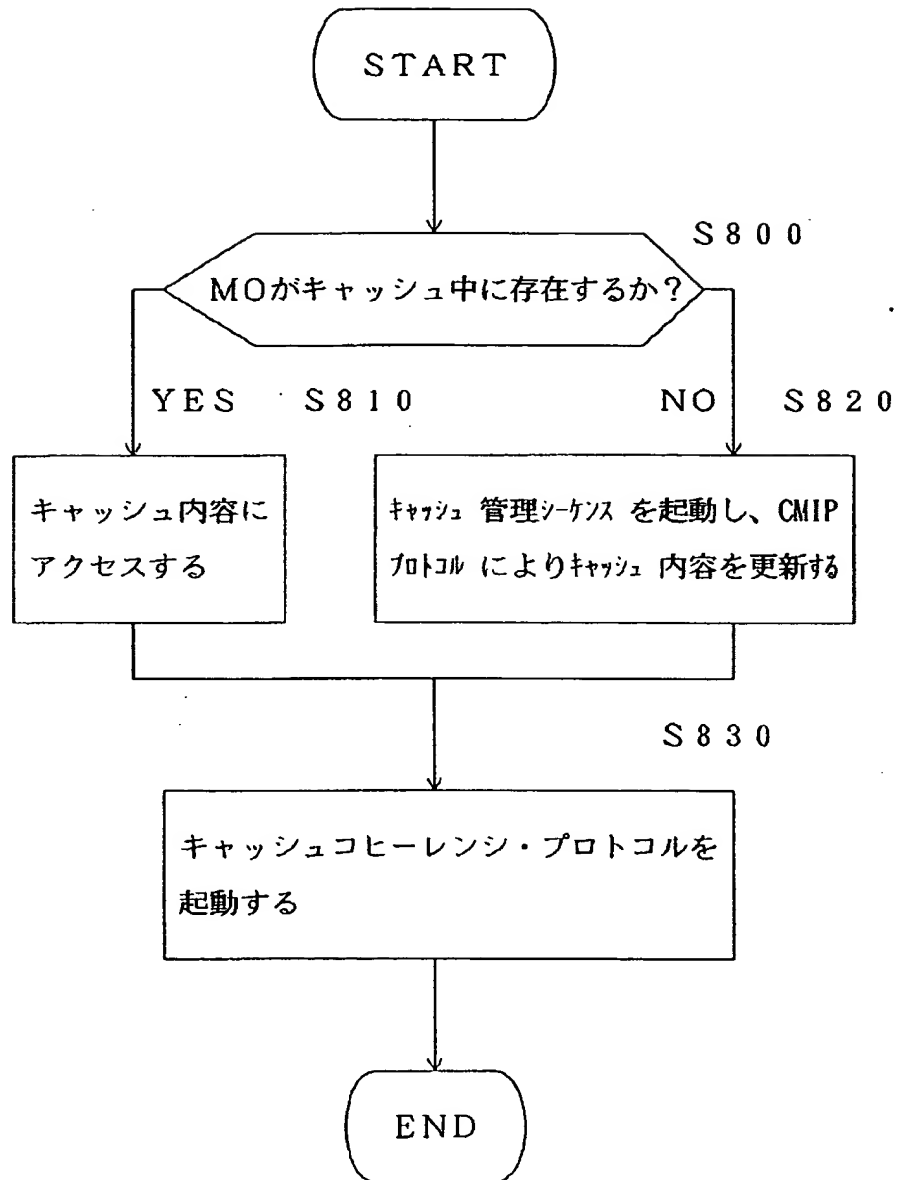 START
S800
MOがキャッシュ中に存在するか?
YES S810
NO S820
キャッシュ内容に
アクセスする
キャッシュ 管理シーケンス を起動し、CMIP
プロトコル によりキャッシュ 内容を更新する
S830
キャッシュコヒーレンシ・プロトコルを
起動する
END